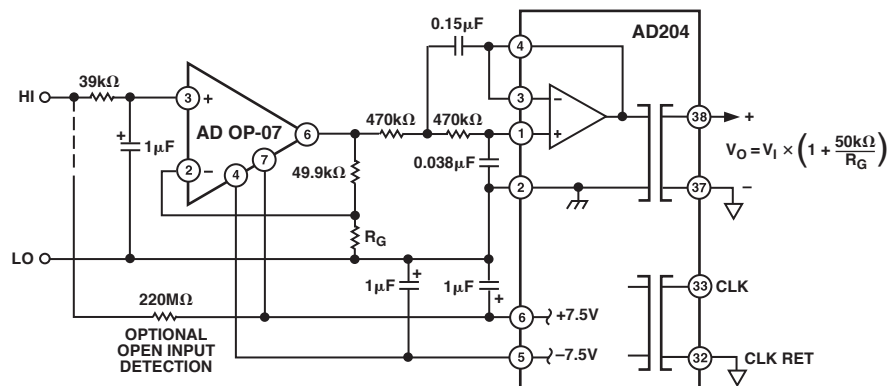 0.15µF
AD204
HI
39kΩ
3
+
AD OP-07
6
1µF
+
2
–
4
7
470kΩ
470kΩ
49.9kΩ
0.038µF
4
3
–
1
+
2
38
+
V_O = V_I × (1 + 50kΩ/R_G)
37
–
LO
R_G
1µF
+
1µF
+
220MΩ
OPTIONAL
OPEN INPUT
DETECTION
6
+7.5V
5
–7.5V
33
CLK
32
CLK RET